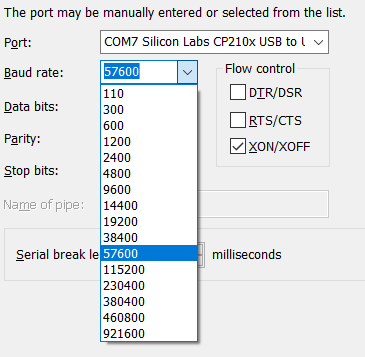 The port may be manually entered or selected from the list.
Port: COM7 Silicon Labs CP210x USB to U
Baud rate: 57600
Flow control
DTR/DSR
RTS/CTS
XON/XOFF
Data bits:
Parity:
Stop bits:
Name of pipe:
Serial break le
milliseconds
110
300
600
1200
2400
4800
9600
14400
19200
38400
57600
115200
230400
380400
460800
921600